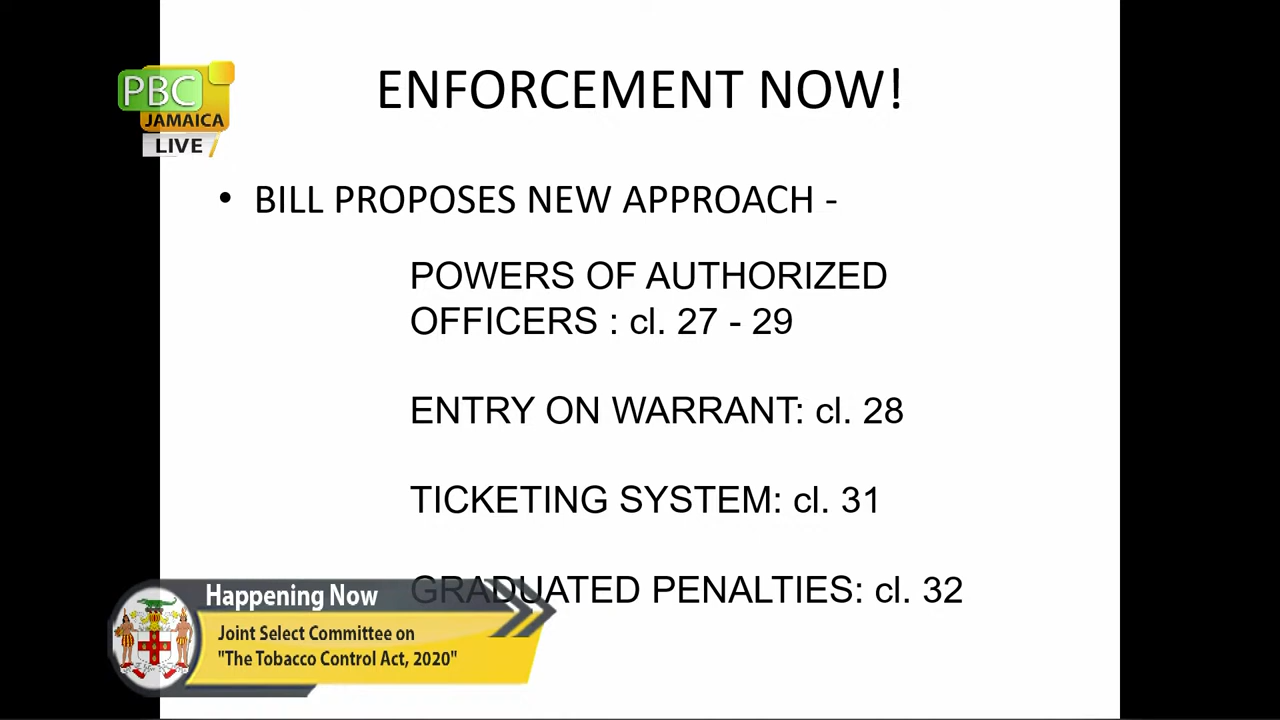 PBC
JAMAICA
LIVE
ENFORCEMENT NOW!
• BILL PROPOSES NEW APPROACH -
POWERS OF AUTHORIZED
OFFICERS : cl. 27 - 29
ENTRY ON WARRANT: cl. 28
TICKETING SYSTEM: cl. 31
GRADUATED PENALTIES: cl. 32
Happening Now
Joint Select Committee on
"The Tobacco Control Act, 2020"